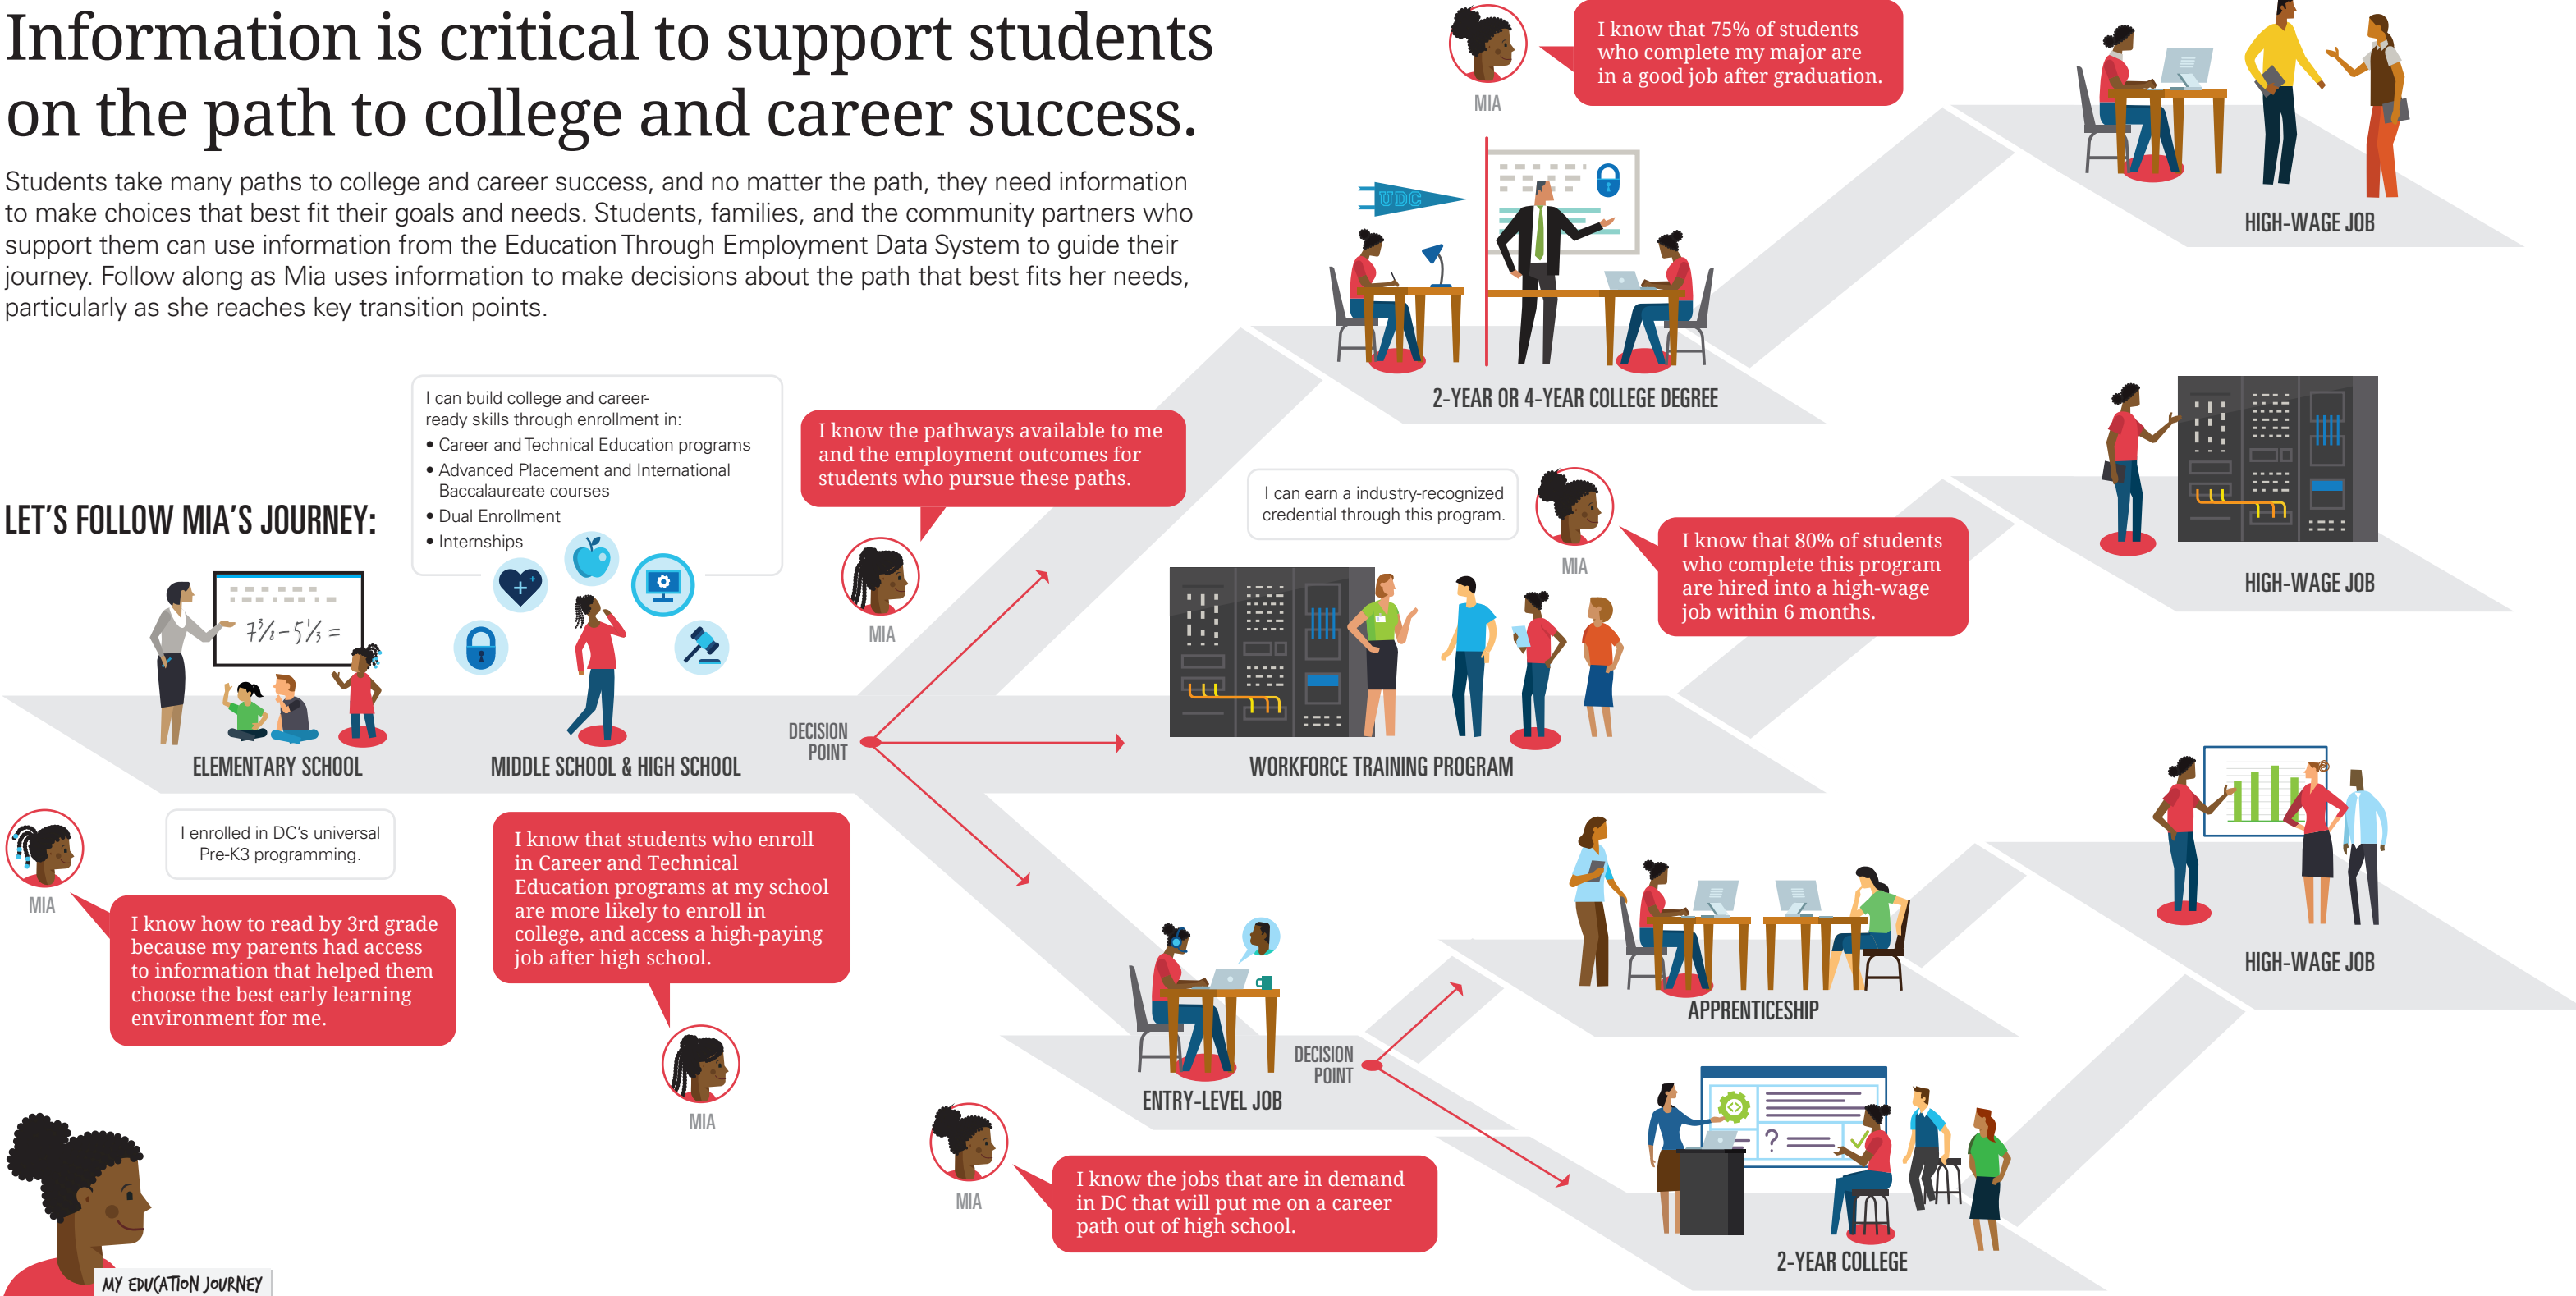 Information is critical to support students
on the path to college and career success.
Students take many paths to college and career success, and no matter the path, they need information
to make choices that best fit their goals and needs. Students, families, and the community partners who
support them can use information from the Education Through Employment Data System to guide their
journey. Follow along as Mia uses information to make decisions about the path that best fits her needs,
particularly as she reaches key transition points.
LET'S FOLLOW MIA'S JOURNEY:
7 3/8 - 5 1/3 =
ELEMENTARY SCHOOL
I enrolled in DC's universal
Pre-K3 programming.
MIA
I know how to read by 3rd grade
because my parents had access
to information that helped them
choose the best early learning
environment for me.
I can build college and career-
ready skills through enrollment in:
• Career and Technical Education programs
• Advanced Placement and International
Baccalaureate courses
• Dual Enrollment
• Internships
MIDDLE SCHOOL & HIGH SCHOOL
I know that students who enroll
in Career and Technical
Education programs at my school
are more likely to enroll in
college, and access a high-paying
job after high school.
MIA
I know the pathways available to me
and the employment outcomes for
students who pursue these paths.
MIA
DECISION
POINT
MIA
I know that 75% of students
who complete my major are
in a good job after graduation.
UDC
2-YEAR OR 4-YEAR COLLEGE DEGREE
HIGH-WAGE JOB
I can earn a industry-recognized
credential through this program.
MIA
I know that 80% of students
who complete this program
are hired into a high-wage
job within 6 months.
WORKFORCE TRAINING PROGRAM
HIGH-WAGE JOB
ENTRY-LEVEL JOB
DECISION
POINT
MIA
I know the jobs that are in demand
in DC that will put me on a career
path out of high school.
APPRENTICESHIP
?
2-YEAR COLLEGE
HIGH-WAGE JOB
MY EDUCATION JOURNEY